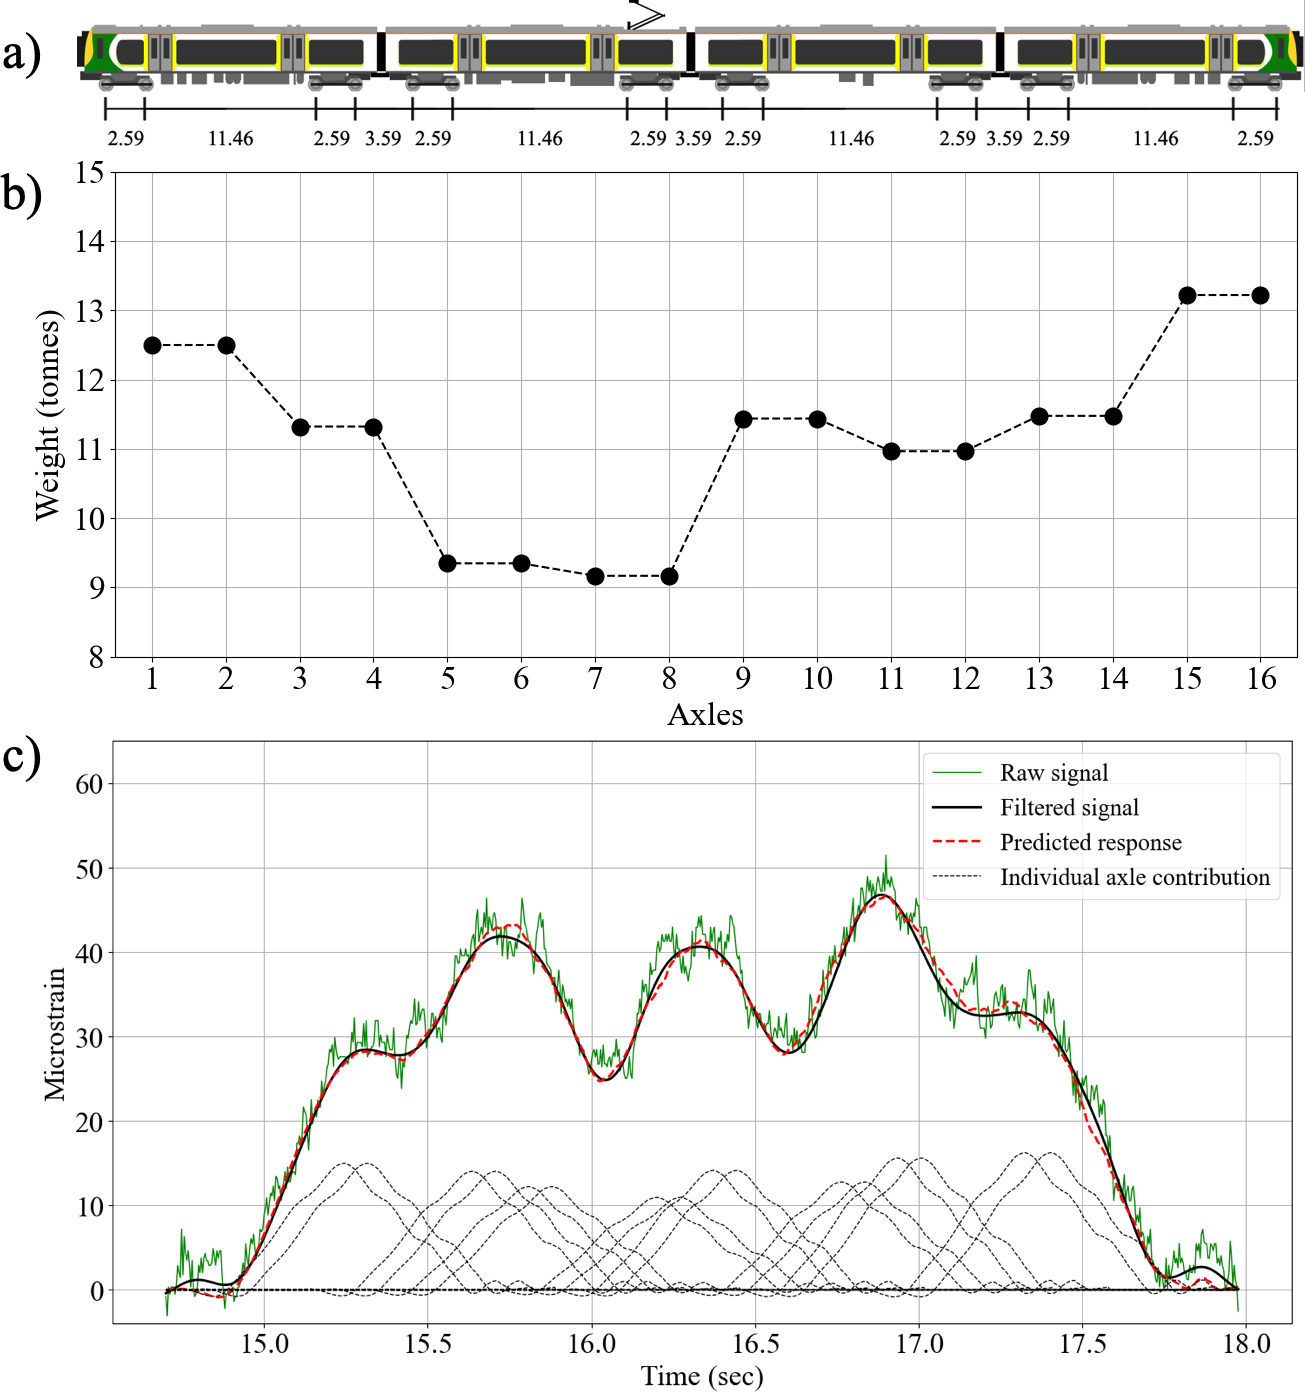 a)
2.59 11.46 2.59 3.59 2.59 11.46 2.59 3.59 2.59 11.46 2.59 3.59 2.59 11.46 2.59
b)
15
14
13
12
11
10
9
8
Weight (tonnes)
1 2 3 4 5 6 7 8 9 10 11 12 13 14 15 16
Axles
c)
60
50
40
30
20
10
0
Microstrain
Raw signal
Filtered signal
Predicted response
Individual axle contribution
15.0 15.5 16.0 16.5 17.0 17.5 18.0
Time (sec)